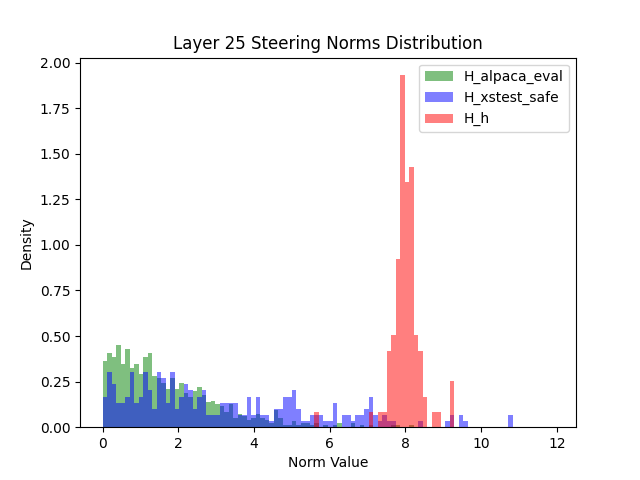 Layer 25 Steering Norms Distribution
H_alpaca_eval
H_xstest_safe
H_h
2.00
1.75
1.50
1.25
1.00
0.75
0.50
0.25
0.00
Density
0 2 4 6 8 10 12
Norm Value